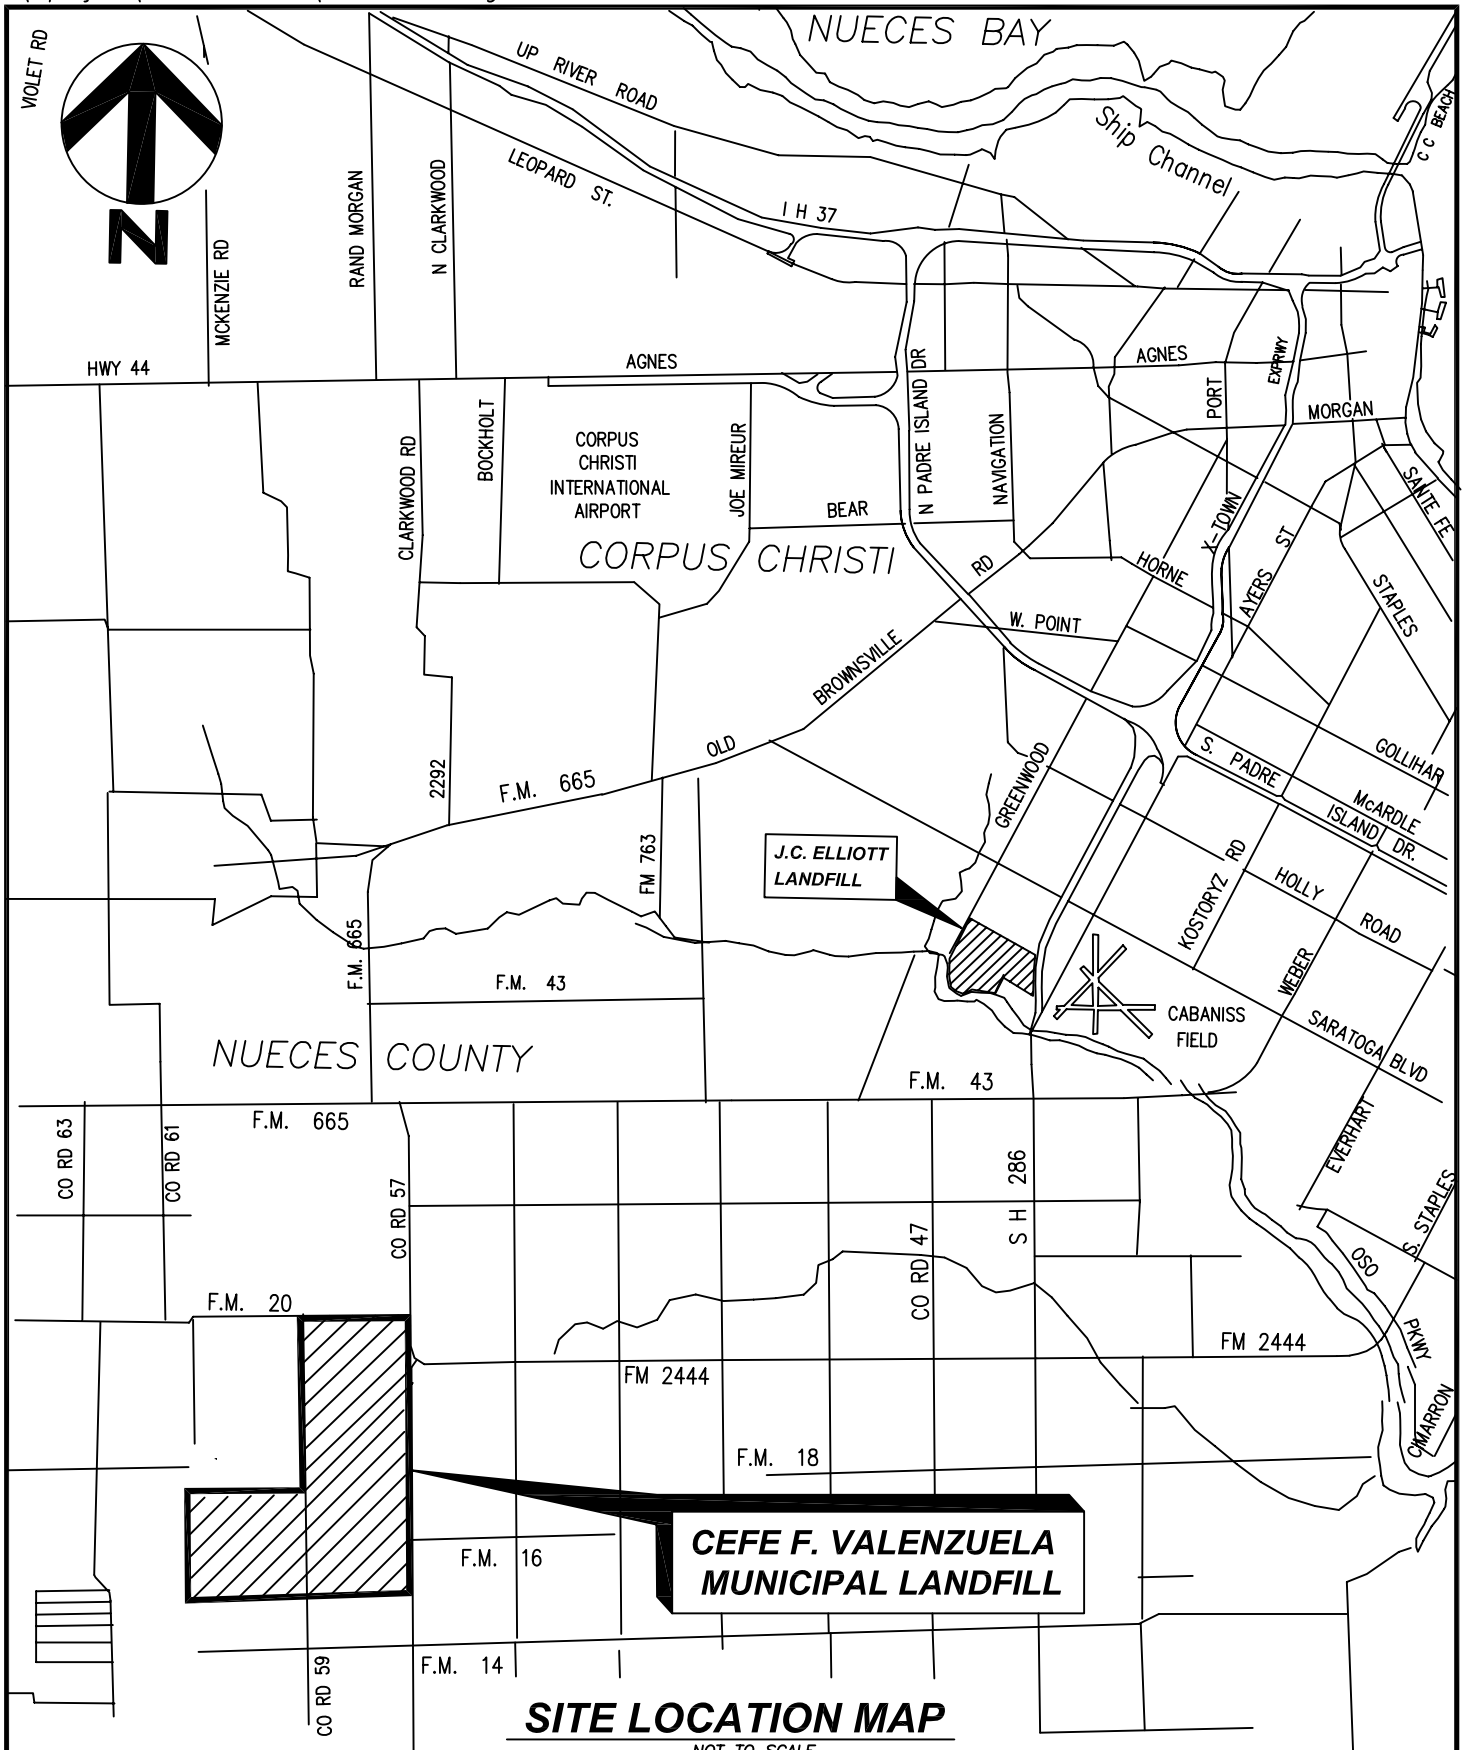 NUECES BAY
VIOLET RD
UP RIVER ROAD
C C BEACH
Ship Channel
LEOPARD ST.
RAND MORGAN
N CLARKWOOD
I H 37
N
MCKENZIE RD
HWY 44
AGNES
AGNES
N PADRE ISLAND DR
EXPRWY
PORT
MORGAN
BOCKHOLT
CLARKWOOD RD
CORPUS
CHRISTI
INTERNATIONAL
AIRPORT
JOE MIREUR
NAVIGATION
BEAR
SANTE FE
X-TOWN
CORPUS CHRISTI
RD
HORNE
AYERS ST
STAPLES
W. POINT
BROWNSVILLE
OLD
GOLLIHAR
S. PADRE
ISLAND DR.
McARDLE
2292
F.M. 665
GREENWOOD
FM 763
J.C. ELLIOTT
LANDFILL
KOSTORYZ RD
HOLLY ROAD
F.M. 665
F.M. 43
WEBER
CABANISS
FIELD
SARATOGA BLVD
NUECES COUNTY
F.M. 43
F.M. 665
CO RD 63
CO RD 61
EVERHART
CO RD 57
S H 286
CO RD 47
S. STAPLES
OSO PKWY
F.M. 20
FM 2444
FM 2444
CIMARRON
F.M. 18
CEFE F. VALENZUELA
MUNICIPAL LANDFILL
F.M. 16
F.M. 14
CO RD 59
SITE LOCATION MAP
NOT TO SCALE